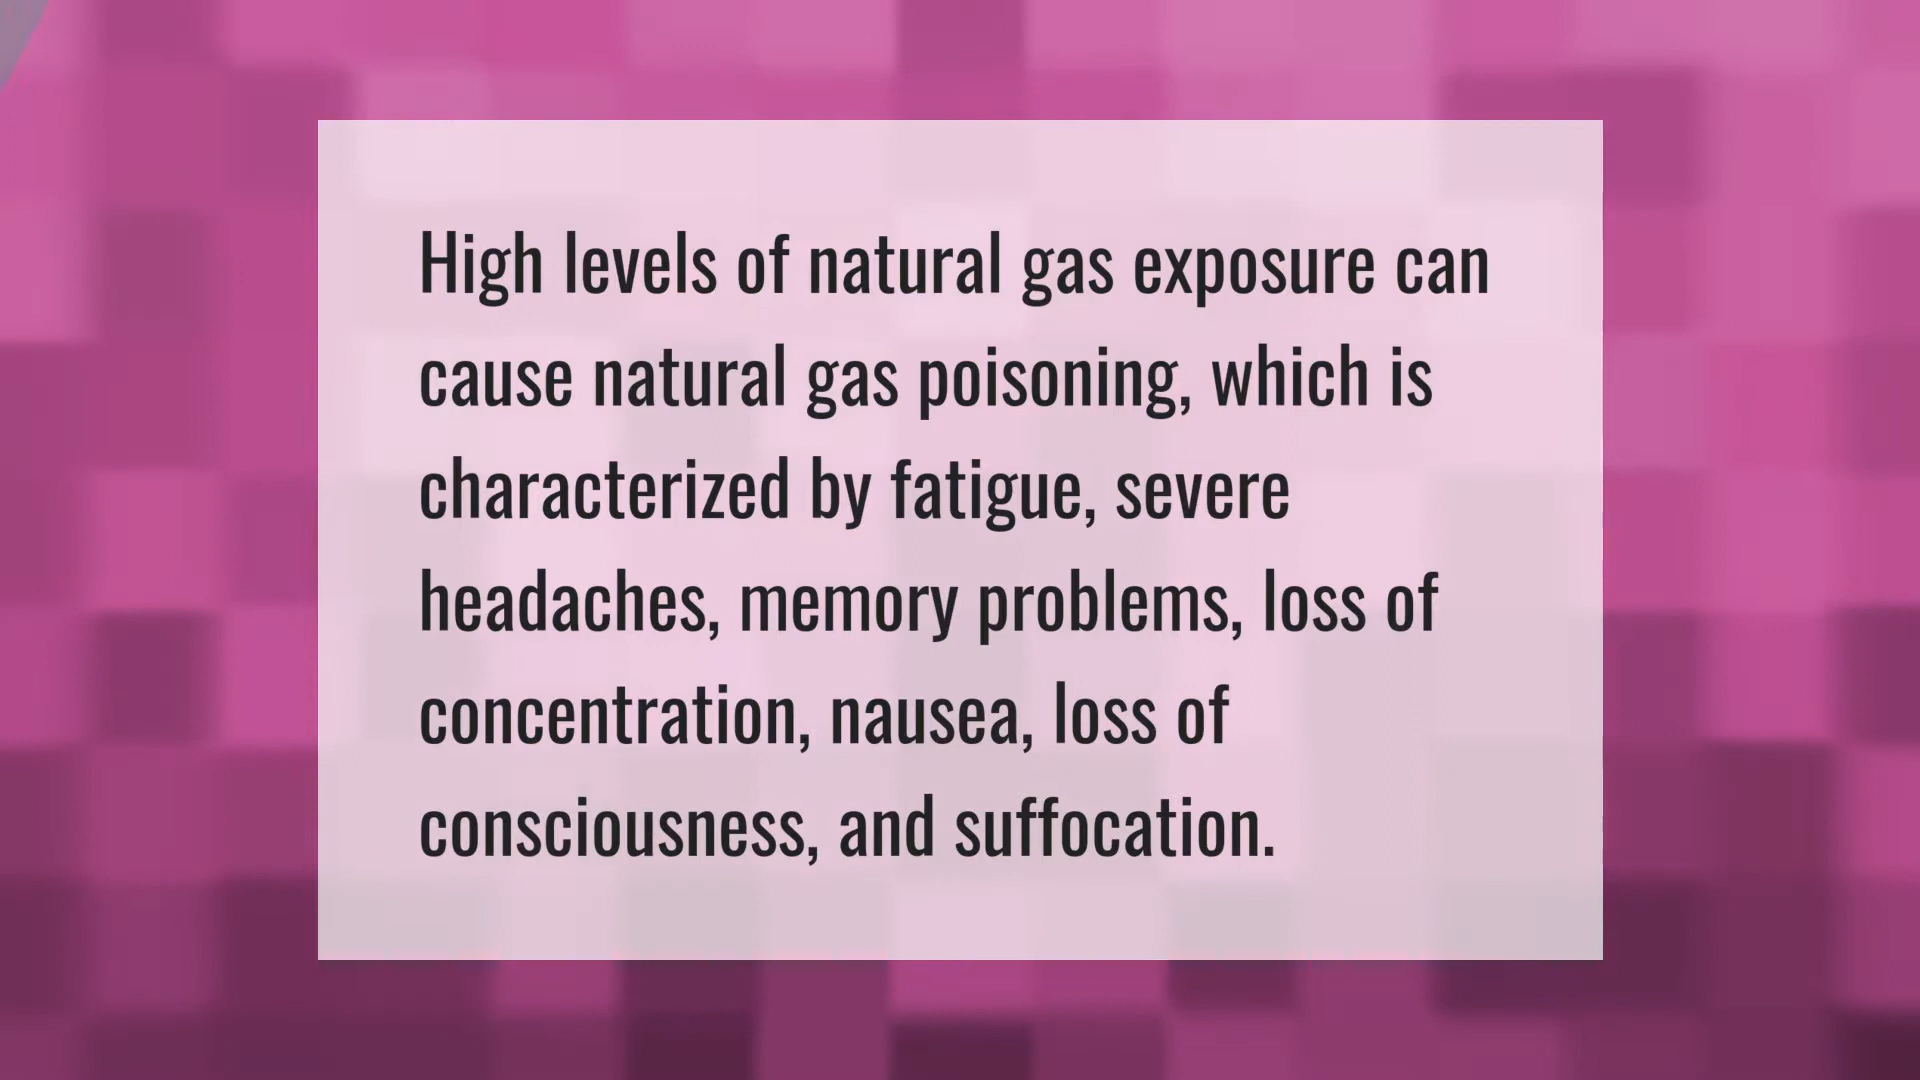 High levels of natural gas exposure can
cause natural gas poisoning, which is
characterized by fatigue, severe
headaches, memory problems, loss of
concentration, nausea, loss of
consciousness, and suffocation.